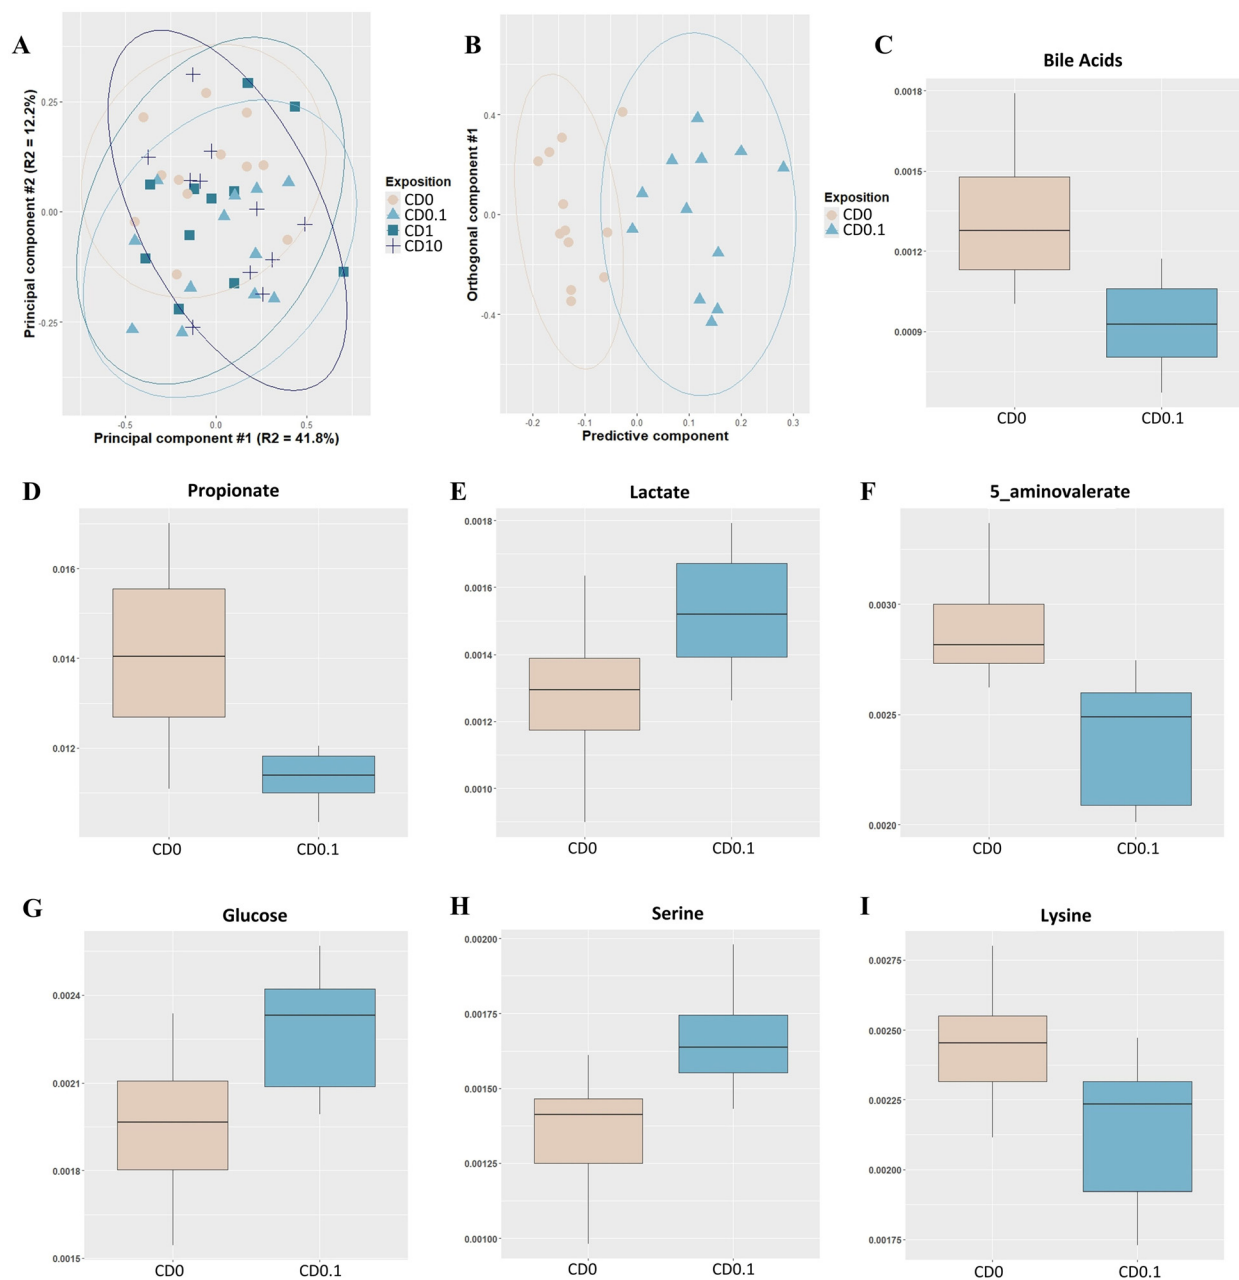 A
Principal component #2 (R2 = 12.2%)
0.25
0.00
-0.25
-0.5
0.0
0.5
Principal component #1 (R2 = 41.8%)
Exposition
CD0
CD0.1
CD1
CD10
B
Orthogonal component #1
0.4
0.0
-0.4
-0.2
-0.1
0.0
0.1
0.2
0.3
Predictive component
Exposition
CD0
CD0.1
C
Bile Acids
0.0018
0.0015
0.0012
0.0009
CD0
CD0.1
D
Propionate
0.016
0.014
0.012
CD0
CD0.1
E
Lactate
0.0018
0.0016
0.0014
0.0012
0.0010
CD0
CD0.1
F
5_aminovalerate
0.0030
0.0025
0.0020
CD0
CD0.1
G
Glucose
0.0024
0.0021
0.0018
0.0015
CD0
CD0.1
H
Serine
0.00200
0.00175
0.00150
0.00125
0.00100
CD0
CD0.1
I
Lysine
0.00275
0.00250
0.00225
0.00200
0.00175
CD0
CD0.1